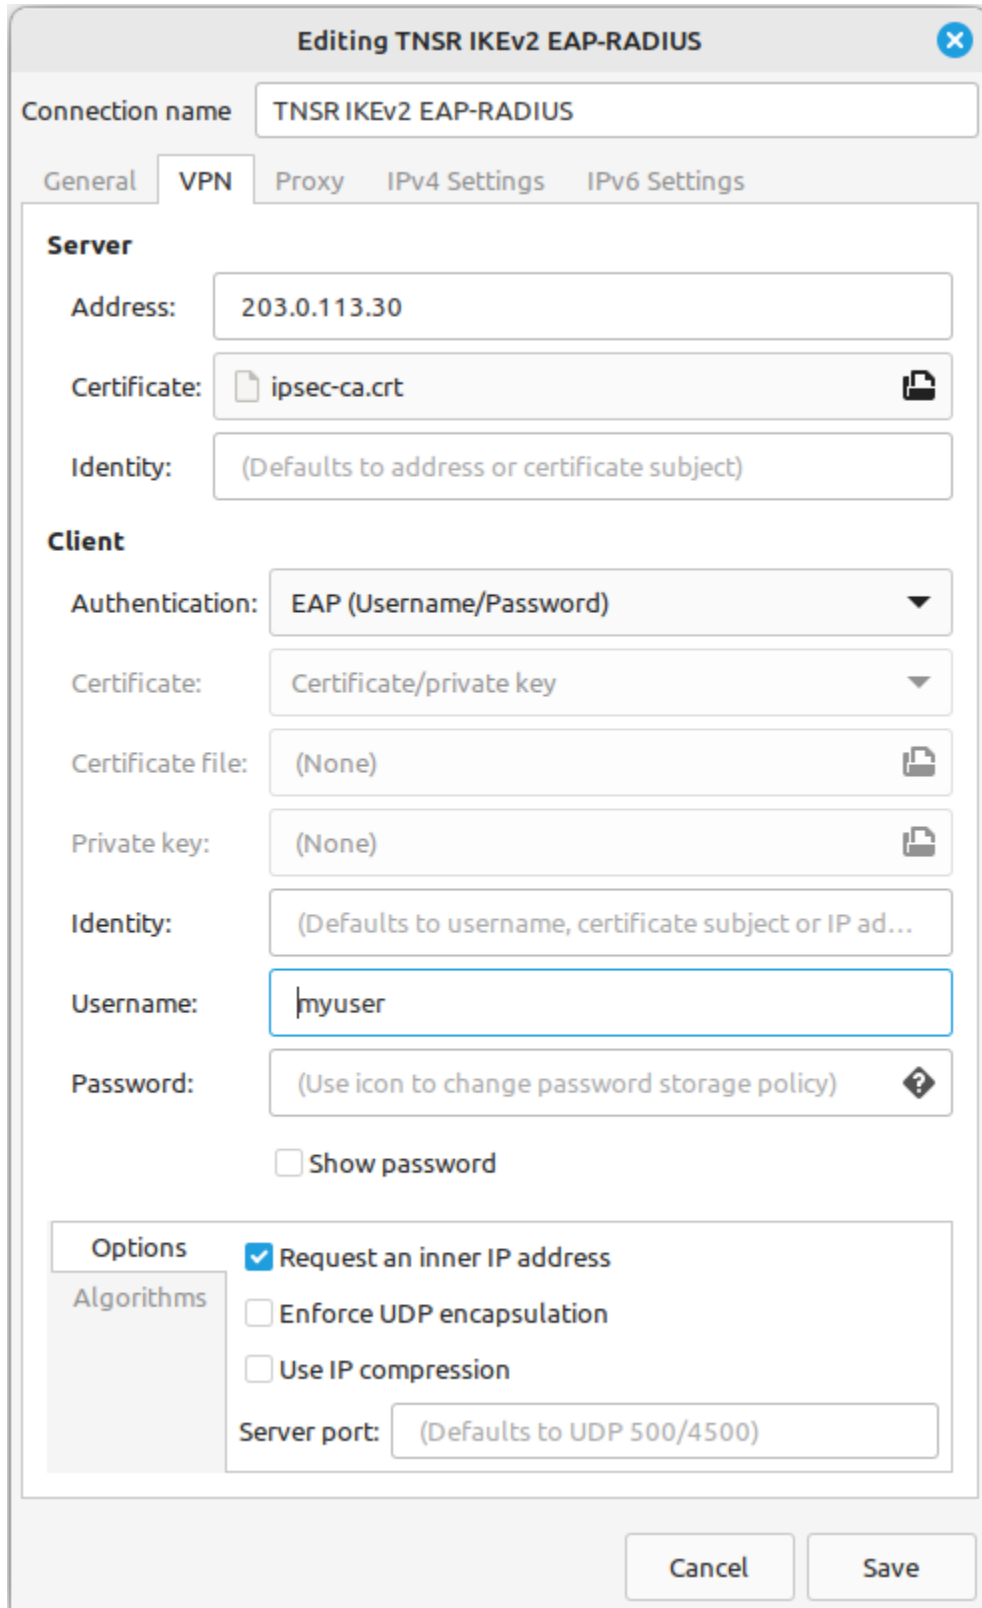 Editing TNSR IKEv2 EAP-RADIUS
Connection name TNSR IKEv2 EAP-RADIUS
General VPN Proxy IPv4 Settings IPv6 Settings
Server
Address: 203.0.113.30
Certificate: ipsec-ca.crt
Identity: (Defaults to address or certificate subject)
Client
Authentication: EAP (Username/Password)
Certificate: Certificate/private key
Certificate file: (None)
Private key: (None)
Identity: (Defaults to username, certificate subject or IP ad...
Username: myuser
Password: (Use icon to change password storage policy)
Show password
Options
Algorithms
Request an inner IP address
Enforce UDP encapsulation
Use IP compression
Server port: (Defaults to UDP 500/4500)
Cancel Save